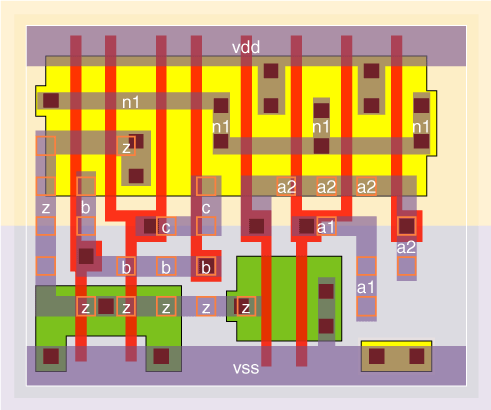 vdd
n1
n1 n1 n1
z
a2 a2 a2
z b c
c a1
a2
b b b
a1
z z z z z
vss